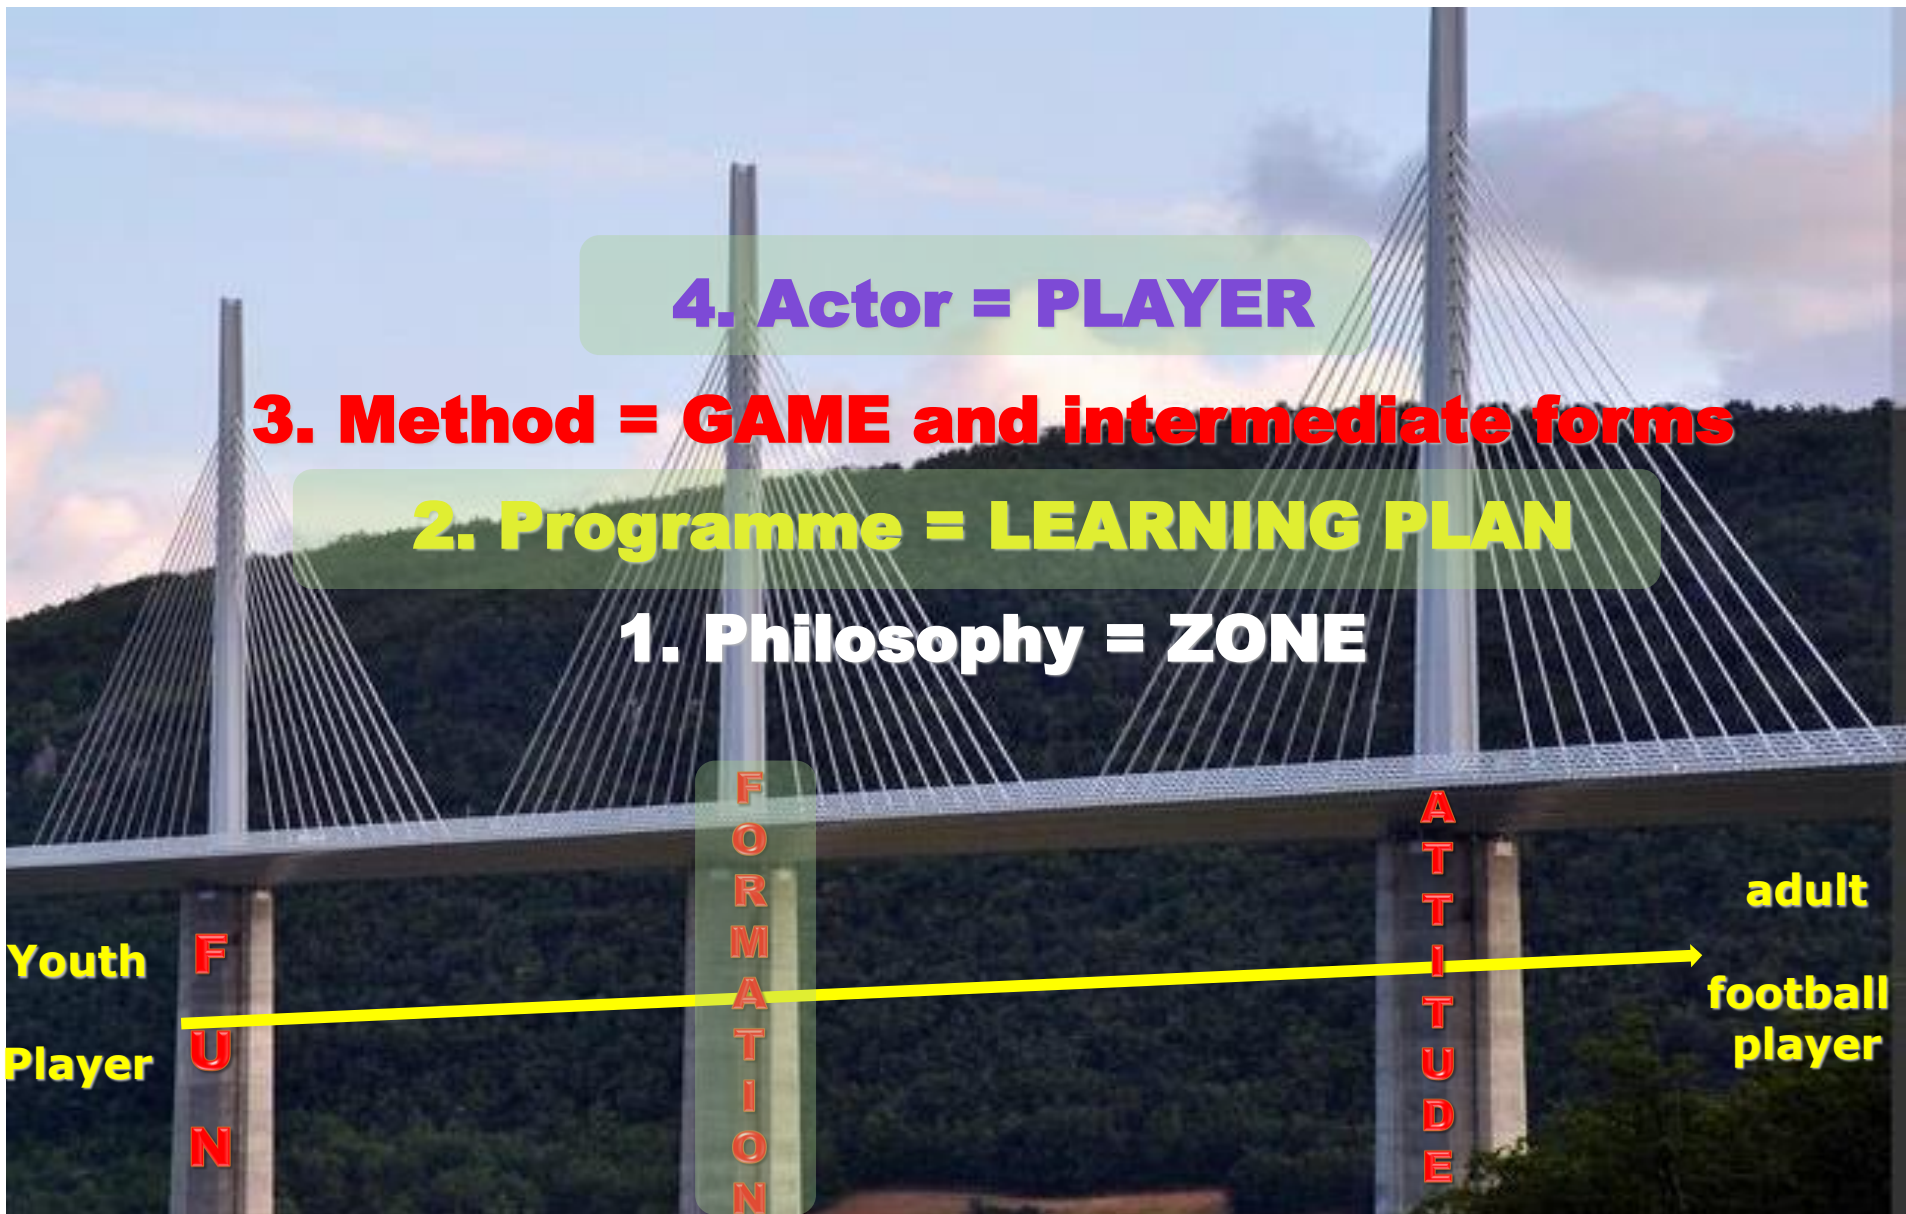 4. Actor = PLAYER
3. Method = GAME and intermediate forms
2. Programme = LEARNING PLAN
1. Philosophy = ZONE
Youth
Player
FUN
FORMATION
ATTITUDE
adult
football
player